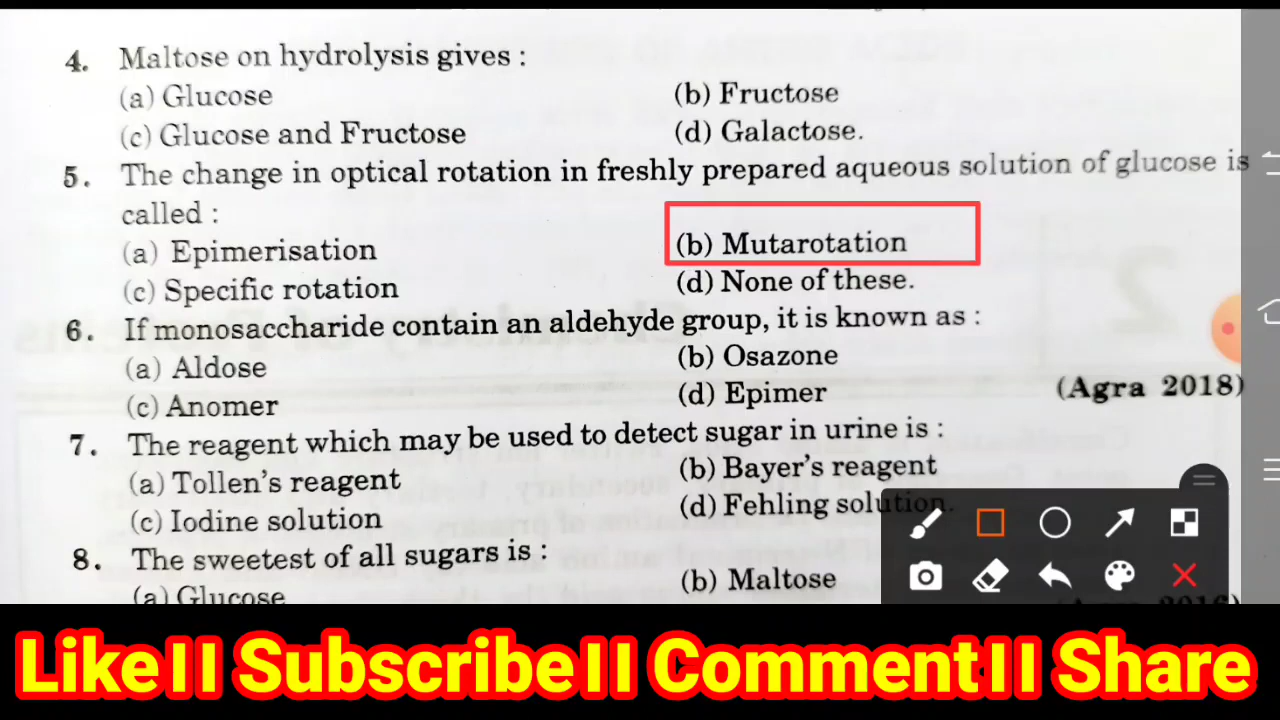 4. Maltose on hydrolysis gives :
(a) Glucose (b) Fructose
(c) Glucose and Fructose (d) Galactose.
5. The change in optical rotation in freshly prepared aqueous solution of glucose is
called :
(a) Epimerisation (b) Mutarotation
(c) Specific rotation (d) None of these.
6. If monosaccharide contain an aldehyde group, it is known as :
(a) Aldose (b) Osazone
(c) Anomer (d) Epimer (Agra 2018)
7. The reagent which may be used to detect sugar in urine is :
(a) Tollen's reagent (b) Bayer's reagent
(c) Iodine solution (d) Fehling solution.
8. The sweetest of all sugars is :
(a) Glucose (b) Maltose
Like II Subscribe II Comment II Share